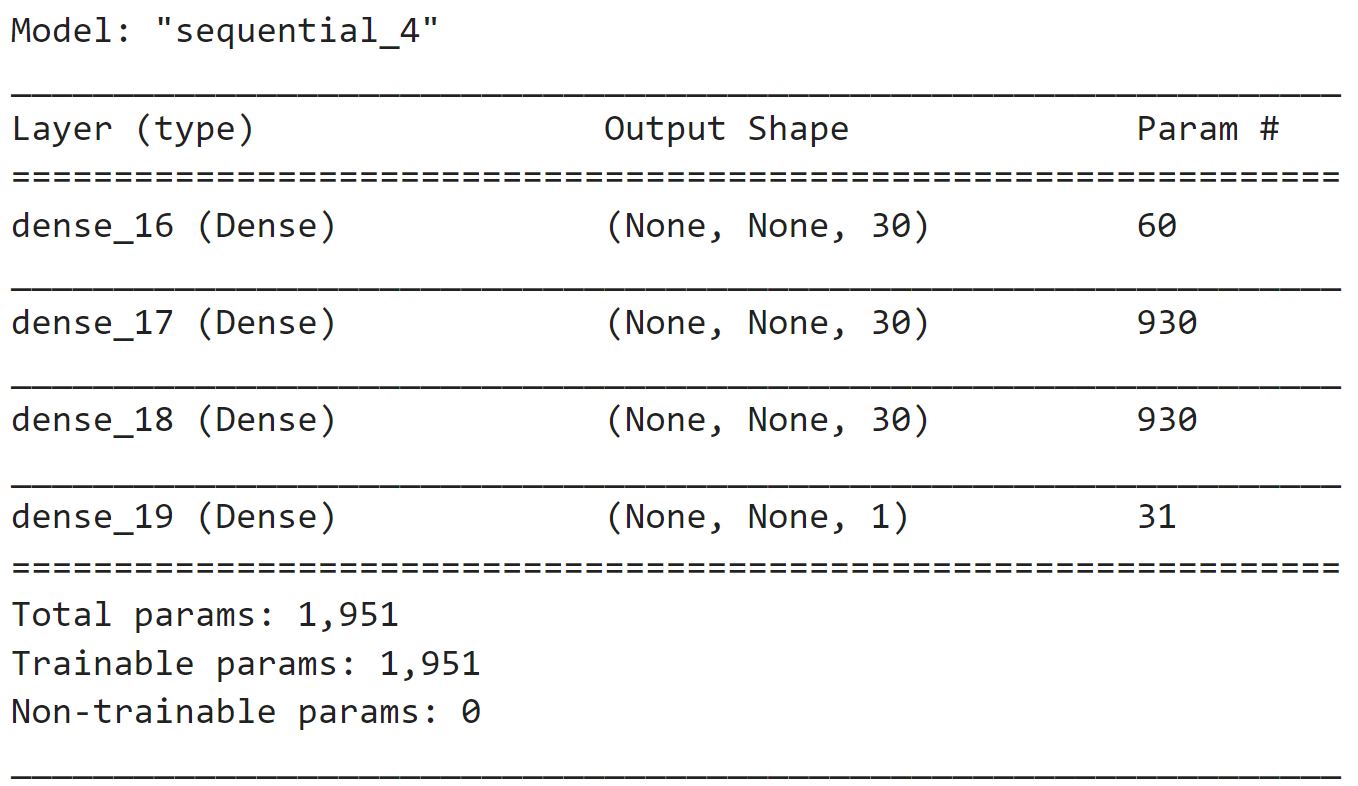 Model: "sequential_4"
_________________________________________________________________
Layer (type) Output Shape Param #
=================================================================
dense_16 (Dense) (None, None, 30) 60
_________________________________________________________________
dense_17 (Dense) (None, None, 30) 930
_________________________________________________________________
dense_18 (Dense) (None, None, 30) 930
_________________________________________________________________
dense_19 (Dense) (None, None, 1) 31
=================================================================
Total params: 1,951
Trainable params: 1,951
Non-trainable params: 0
_________________________________________________________________